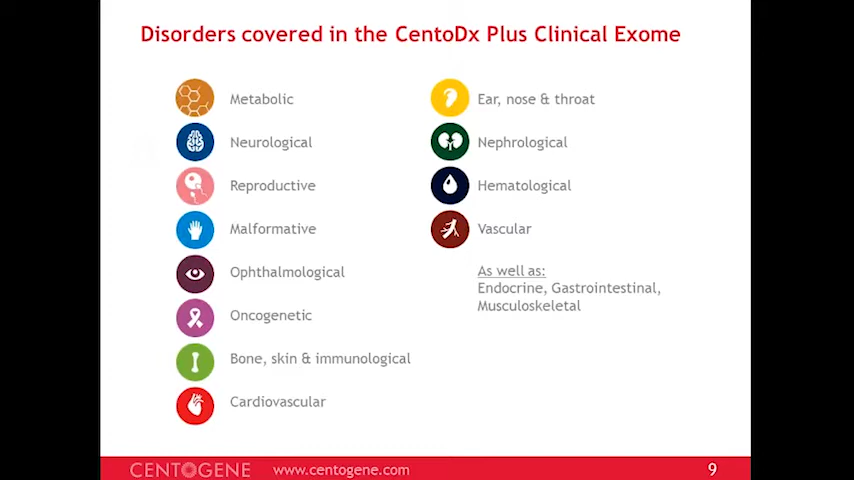 Disorders covered in the CentoDx Plus Clinical Exome
Metabolic
Neurological
Reproductive
Malformative
Ophthalmological
Oncogenetic
Bone, skin & immunological
Cardiovascular
Ear, nose & throat
Nephrological
Hematological
Vascular
As well as:
Endocrine, Gastrointestinal,
Musculoskeletal
CENTOGENE www.centogene.com 9